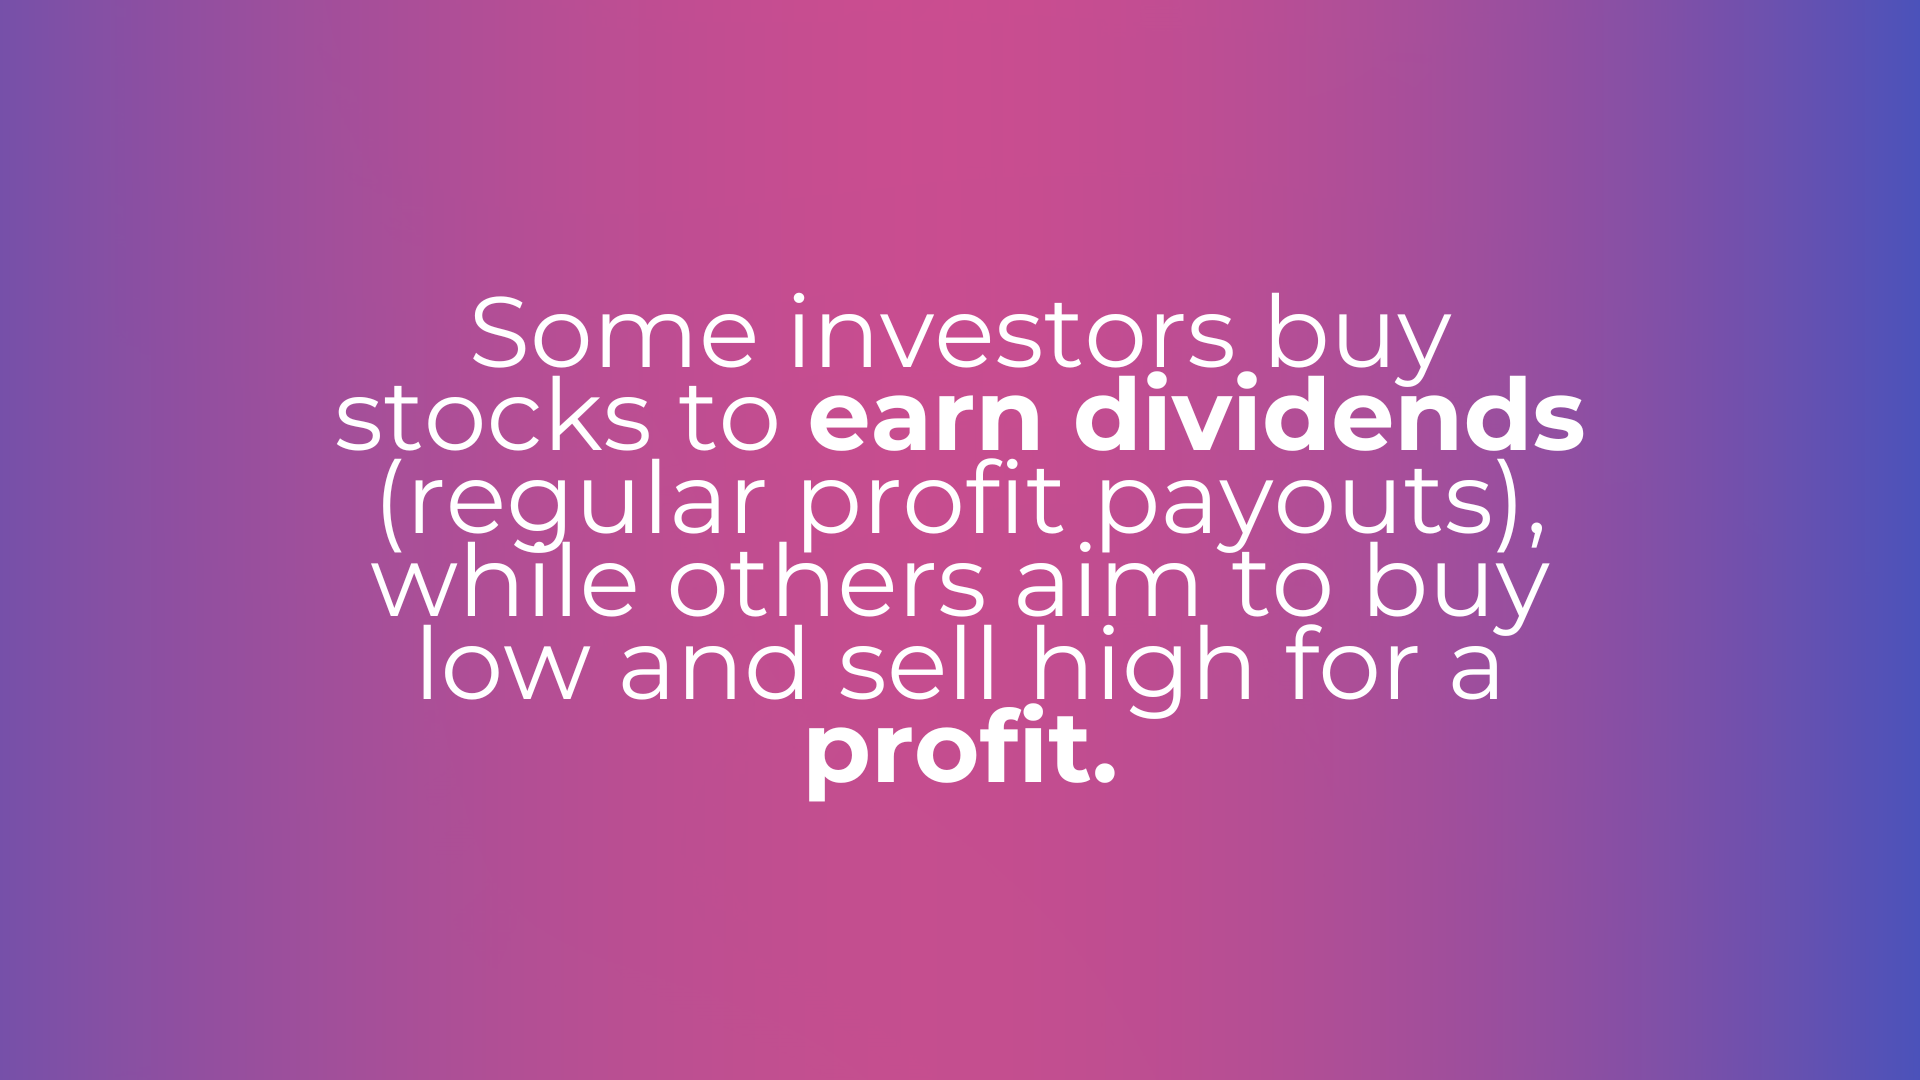 Some investors buy
stocks to earn dividends
(regular profit payouts),
while others aim to buy
low and sell high for a
profit.